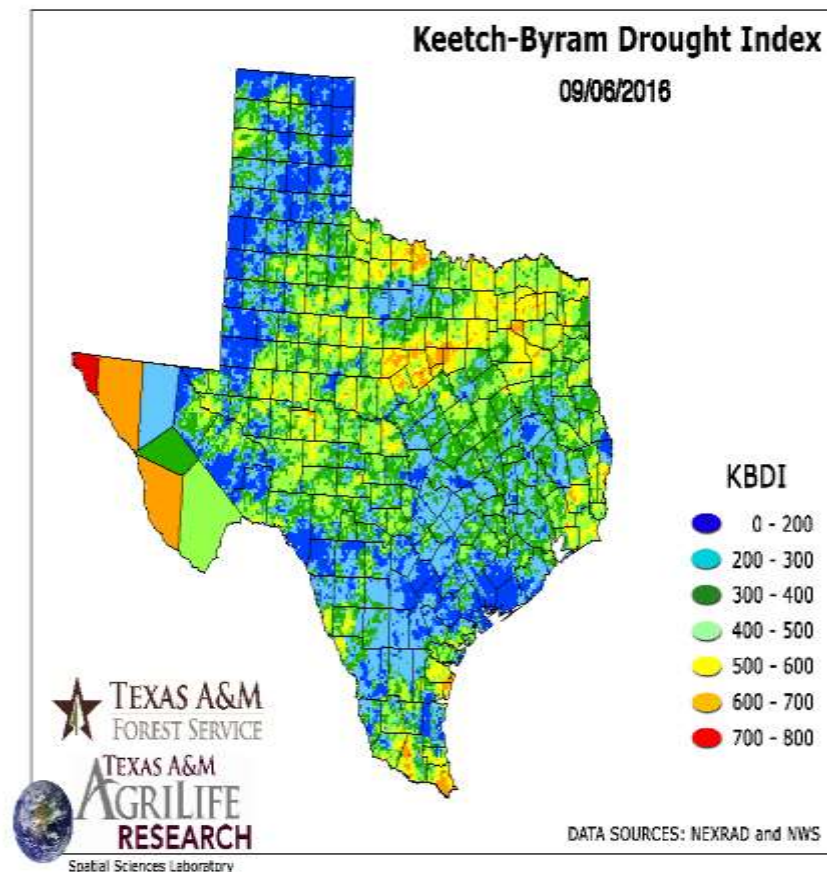 Keetch-Byram Drought Index
09/06/2016
KBDI
0 - 200
200 - 300
300 - 400
400 - 500
500 - 600
600 - 700
700 - 800
TEXAS A&M
FOREST SERVICE
TEXAS A&M
AGRILIFE
RESEARCH
Spatial Sciences Laboratory
DATA SOURCES: NEXRAD and NWS